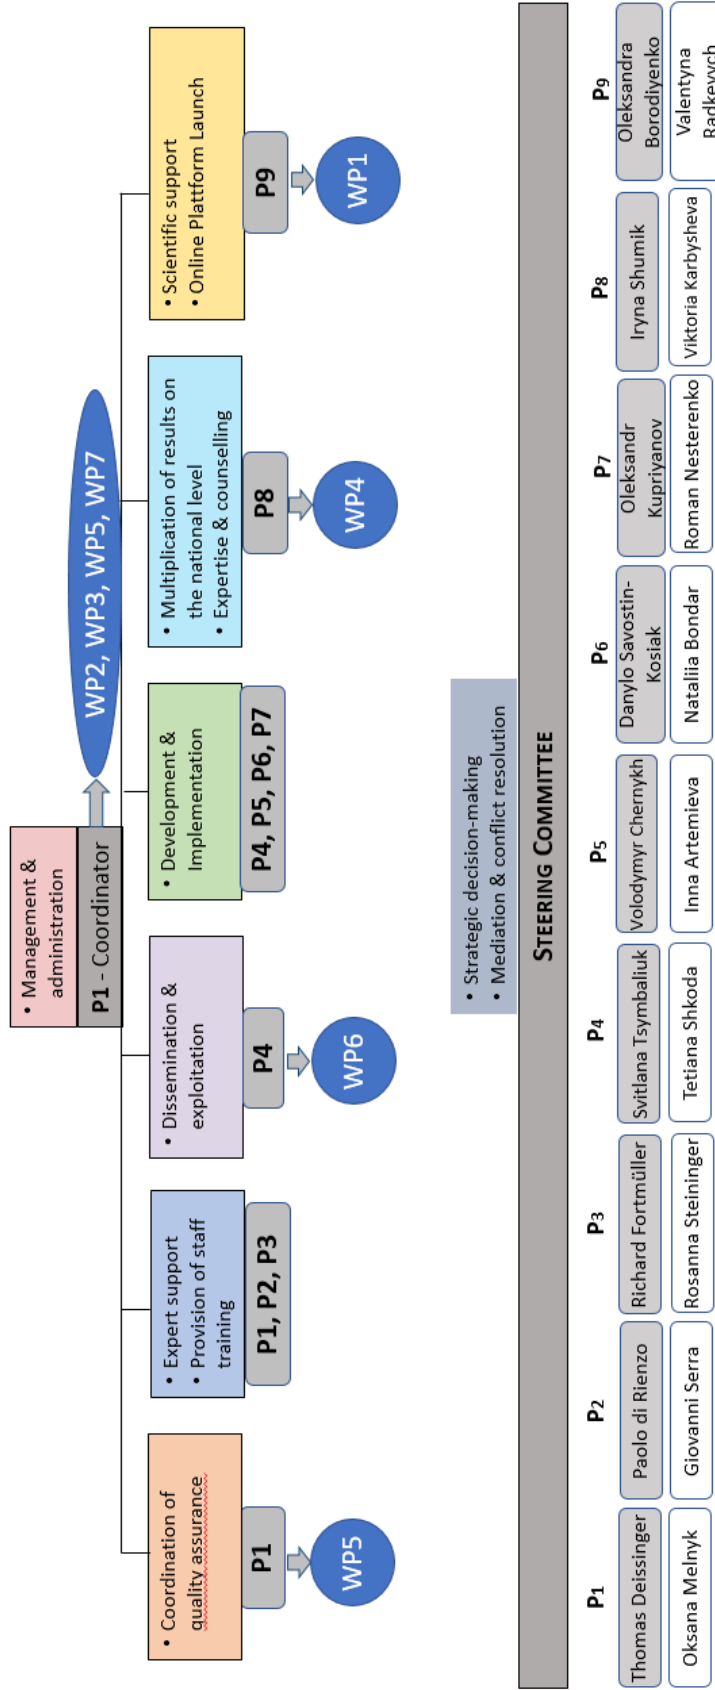 • Management &
administration
P1 - Coordinator
WP2, WP3, WP5, WP7
• Coordination of
quality assurance
P1
WP5
• Expert support
• Provision of staff
training
P1, P2, P3
• Dissemination &
exploitation
P4
WP6
• Development &
Implementation
P4, P5, P6, P7
• Multiplication of results on
the national level
• Expertise & counselling
P8
WP4
• Scientific support
• Online Plattform Launch
P9
WP1
• Strategic decision-making
• Mediation & conflict resolution
STEERING COMMITTEE
P1
Thomas Deissinger
Oksana Melnyk
P2
Paolo di Rienzo
Giovanni Serra
P3
Richard Fortmüller
Rosanna Steininger
P4
Svitlana Tsymbaliuk
Tetiana Shkoda
P5
Volodymyr Chernykh
Inna Artemieva
P6
Danylo Savostin-
Kosiak
Nataliia Bondar
P7
Oleksandr
Kupriyanov
Roman Nesterenko
P8
Iryna Shumik
Viktoria Karbysheva
P9
Oleksandra
Borodiyenko
Valentyna
Radkevych